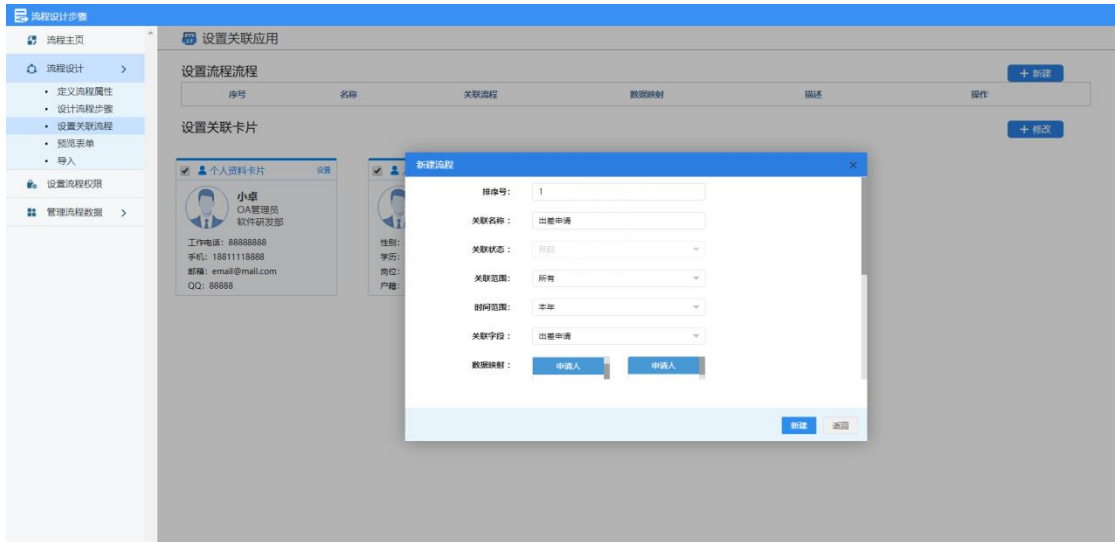 流程设计步骤
流程主页
流程设计
定义流程属性
设计流程步骤
设置关联流程
预览表单
导入
设置流程权限
管理流程数据
设置关联应用
设置流程流程
+ 新建
序号 名称 关联流程 数据映射 描述 操作
设置关联卡片
+ 修改
个人资料卡片 设置
小卓
OA管理员
软件研发部
工作电话: 88888888
手机: 18811118888
邮箱: email@mail.com
QQ: 88888
性别:
学历:
岗位:
户籍:
新建流程
排序号: 1
关联名称: 出差申请
关联状态: 开启
关联范围: 所有
时间范围: 本年
关联字段: 出差申请
数据映射: 申请人 申请人
新建 返回